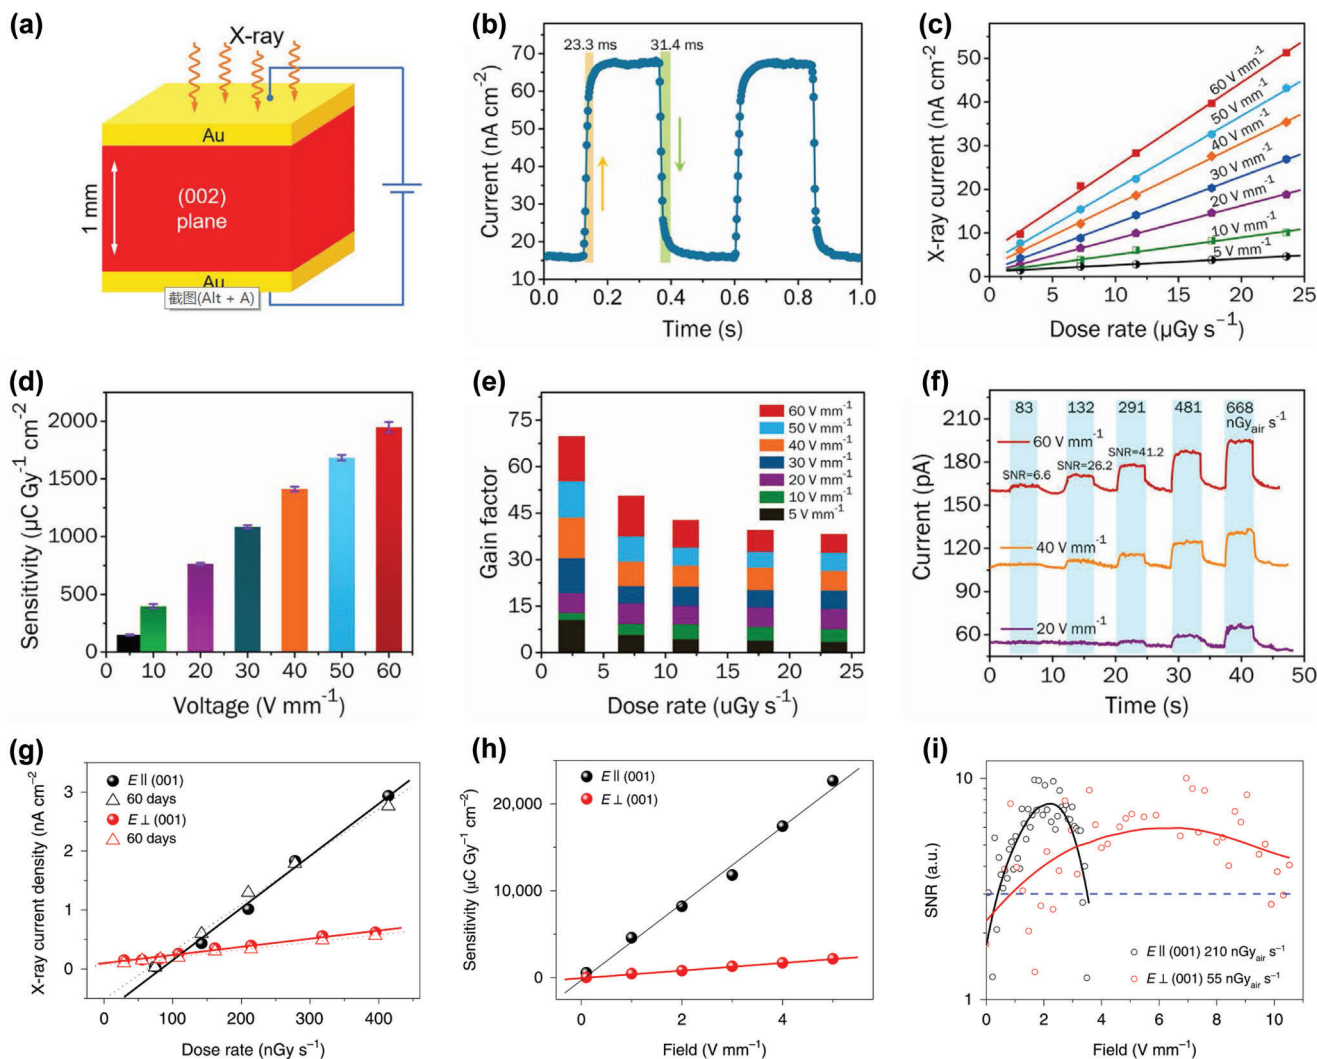 (a)
X-ray
Au
1 mm
(002)
plane
Au
截图(Alt + A)
(b)
23.3 ms
31.4 ms
70
60
50
40
30
20
10
Current (nA cm⁻²)
0.0
0.2
0.4
0.6
0.8
1.0
Time (s)
(c)
50
40
30
20
10
0
X-ray current (nA cm⁻²)
60 V mm⁻¹
50 V mm⁻¹
40 V mm⁻¹
30 V mm⁻¹
20 V mm⁻¹
10 V mm⁻¹
5 V mm⁻¹
0
5
10
15
20
25
Dose rate (μGy s⁻¹)
(d)
2000
1500
1000
500
0
Sensitivity (μC Gy⁻¹ cm⁻²)
10
20
30
40
50
60
Voltage (V mm⁻¹)
(e)
75
60
45
30
15
0
Gain factor
60 V mm⁻¹
50 V mm⁻¹
40 V mm⁻¹
30 V mm⁻¹
20 V mm⁻¹
10 V mm⁻¹
5 V mm⁻¹
0
5
10
15
20
25
Dose rate (uGy s⁻¹)
(f)
210
180
150
120
90
60
Current (pA)
83
132
291
481
668
nGyair s⁻¹
60 V mm⁻¹
SNR=6.6
SNR=26.2
SNR=41.2
40 V mm⁻¹
20 V mm⁻¹
0
10
20
30
40
50
Time (s)
(g)
E || (001)
60 days
E ⊥ (001)
60 days
3
2
1
0
X-ray current density (nA cm⁻²)
0
100
200
300
400
Dose rate (nGy s⁻¹)
(h)
E || (001)
E ⊥ (001)
20,000
10,000
0
Sensitivity (μC Gy⁻¹ cm⁻²)
0
2
4
Field (V mm⁻¹)
(i)
10
1
SNR (a.u.)
E || (001) 210 nGyair s⁻¹
E ⊥ (001) 55 nGyair s⁻¹
0
2
4
6
8
10
Field (V mm⁻¹)